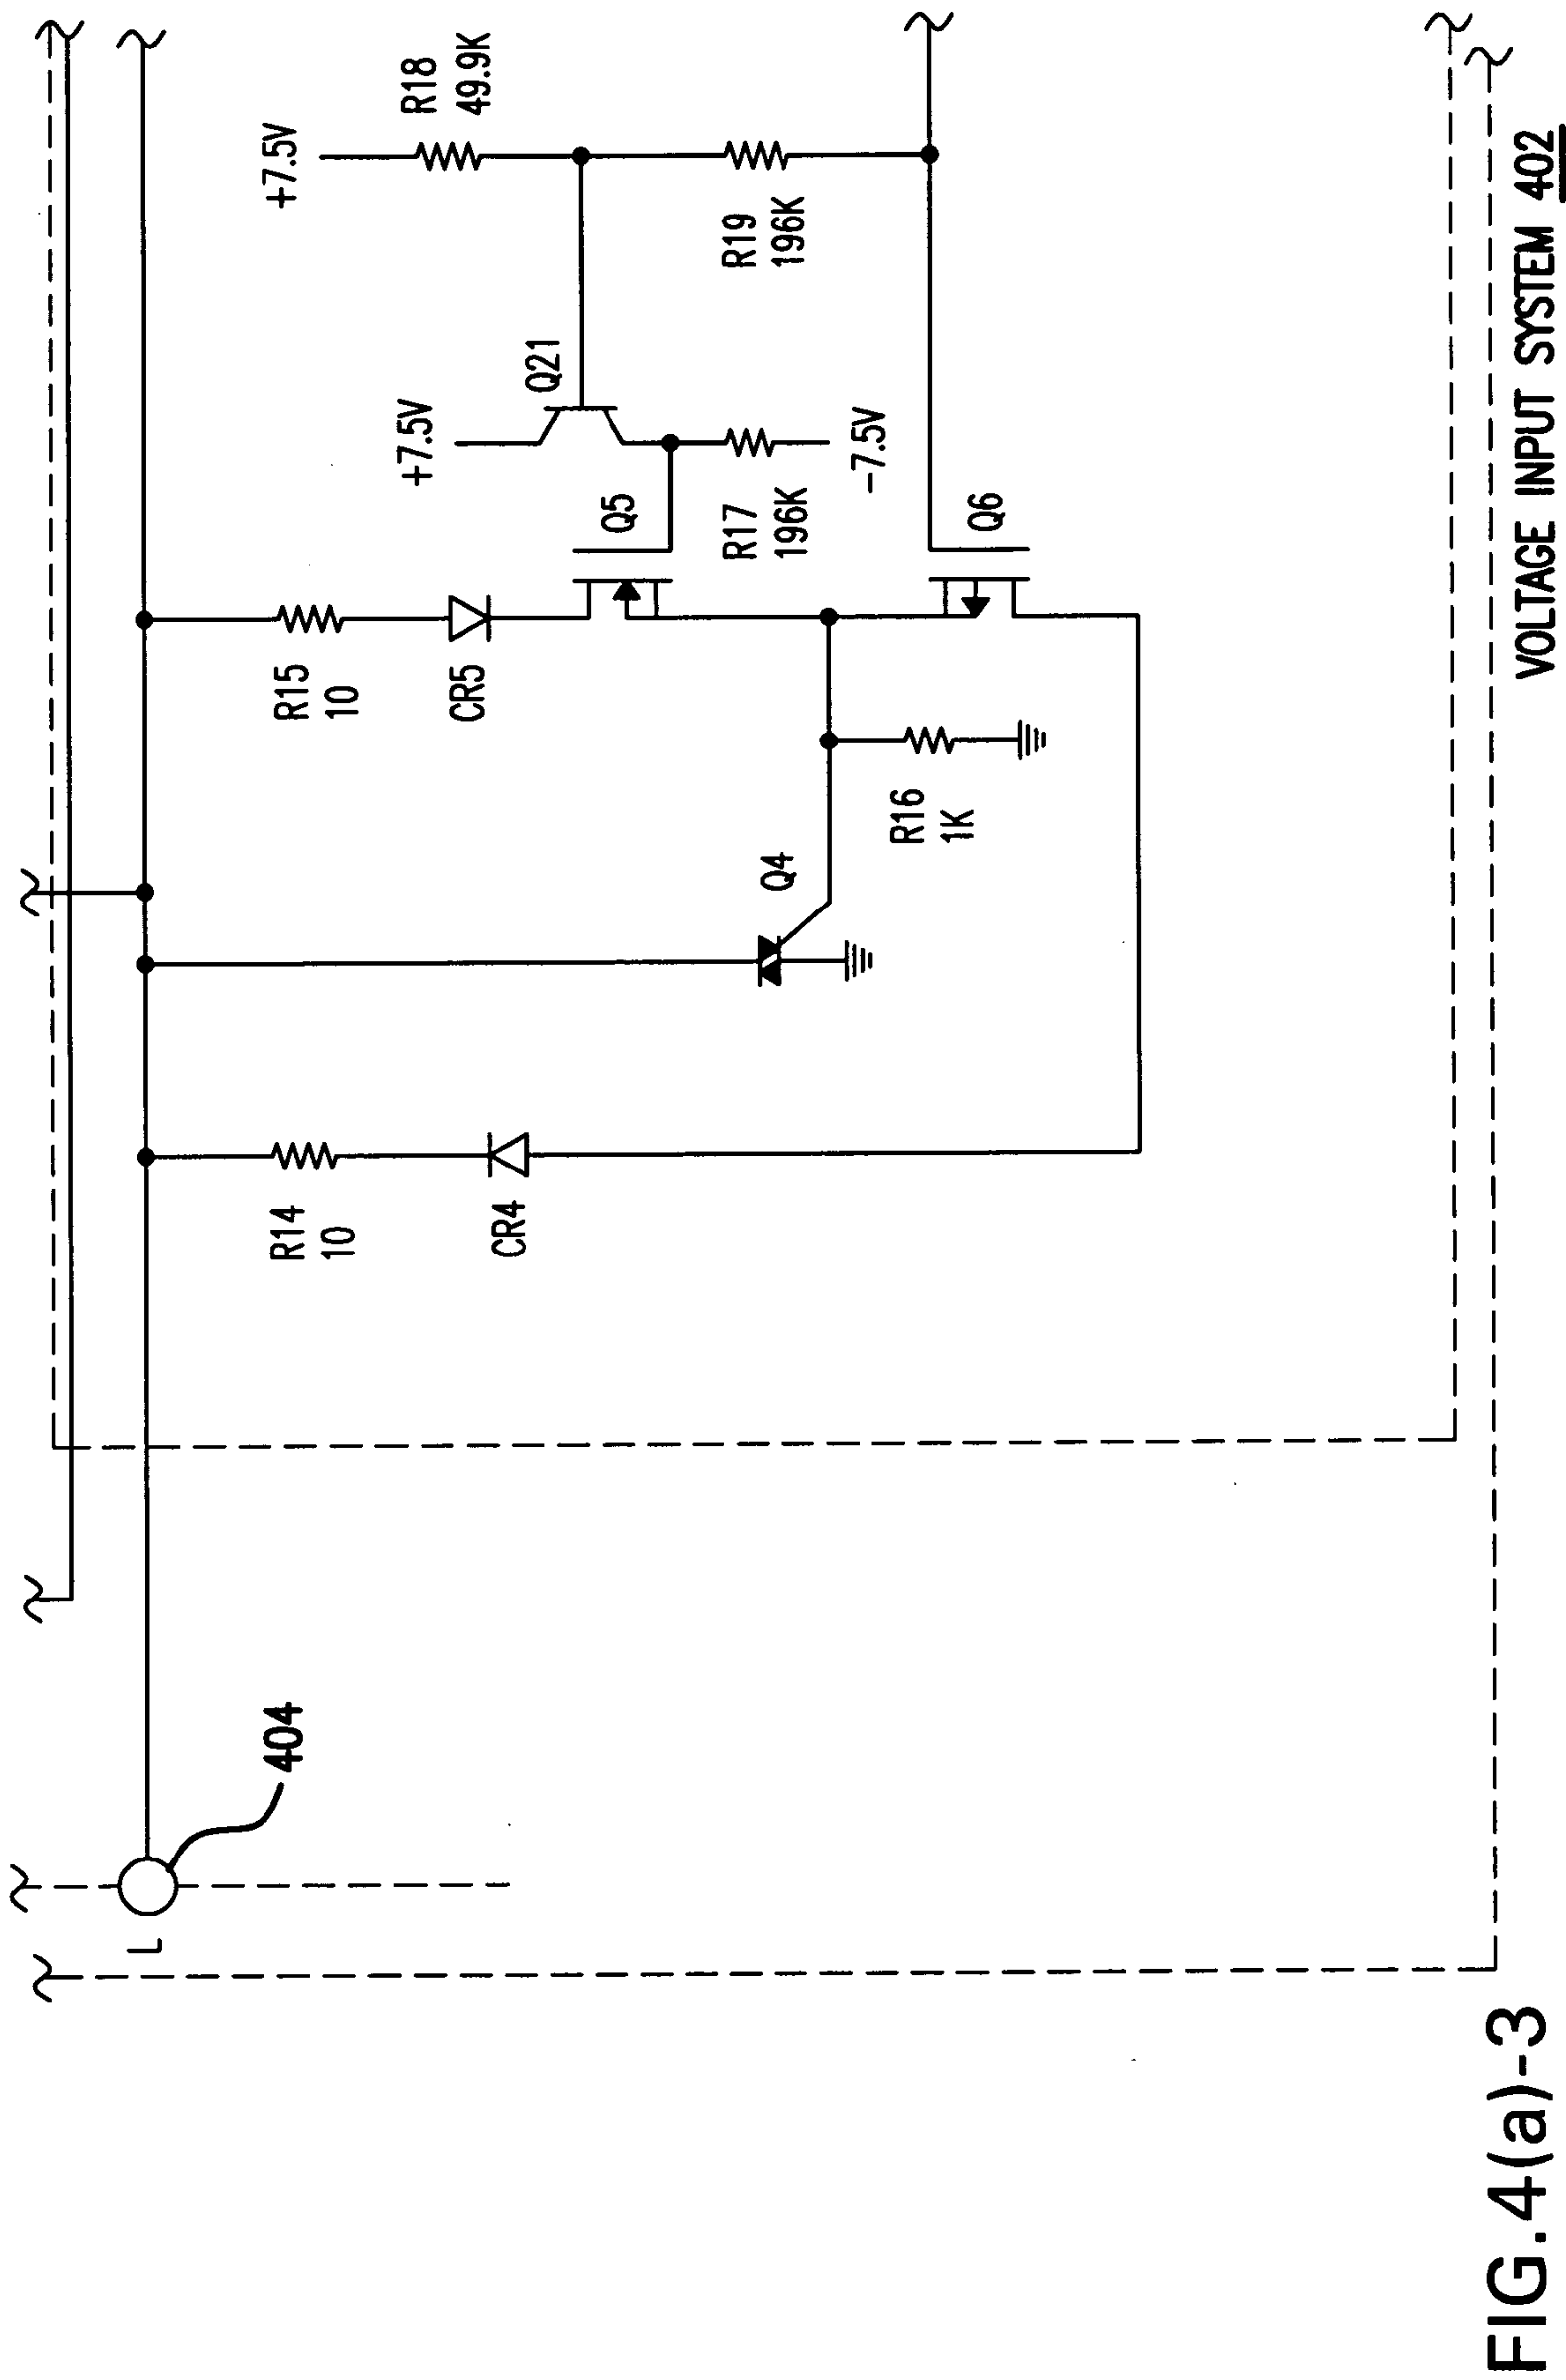 +7.5V
R18
49.9K
+7.5V
Q21
R19
196K
Q5
R17
196K
-7.5V
Q6
R15
10
CR5
R16
1K
Q4
R14
10
CR4
404
L
VOLTAGE INPUT SYSTEM 402
FIG.4(a)-3